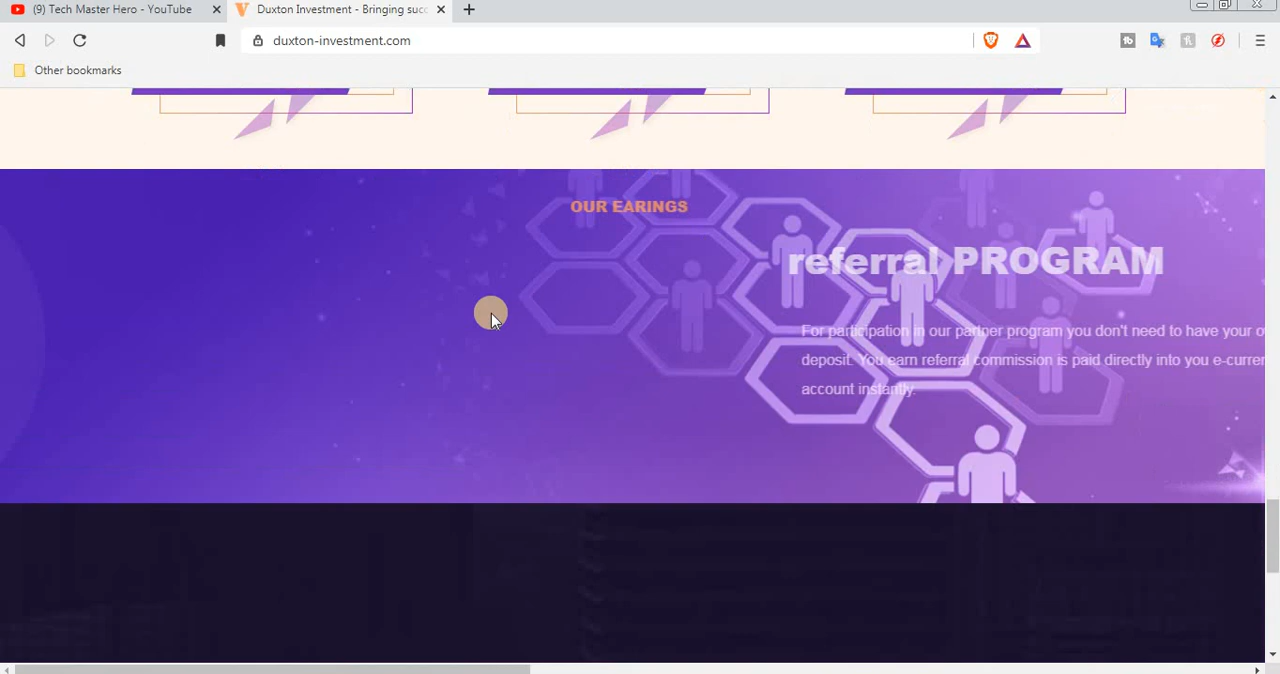 (9) Tech Master Hero - YouTube
Duxton Investment - Bringing succ
duxton-investment.com
Other bookmarks
OUR EARINGS
referral PROGRAM
For participation in our partner program you don't need to have your o
deposit. You earn referral commission is paid directly into you e-curre
account instantly.